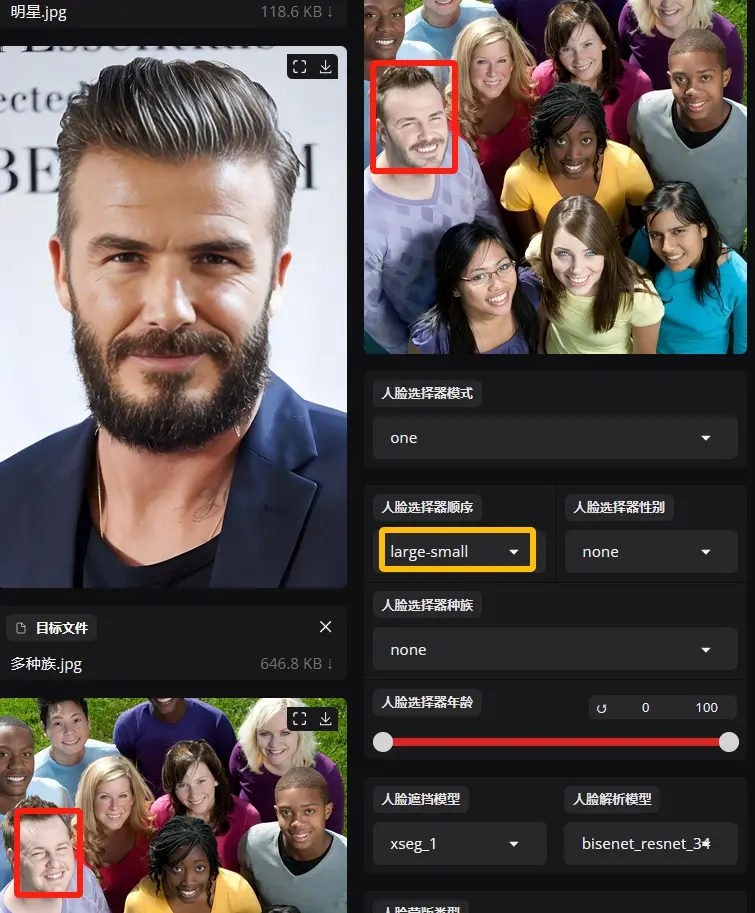 明星.jpg
118.6 KB ↓
目标文件
多种族.jpg
646.8 KB ↓
人脸选择器模式
one
人脸选择器顺序
人脸选择器性别
large-small
none
人脸选择器种族
none
人脸选择器年龄
0
100
人脸遮挡模型
人脸解析模型
xseg_1
bisenet_resnet_34